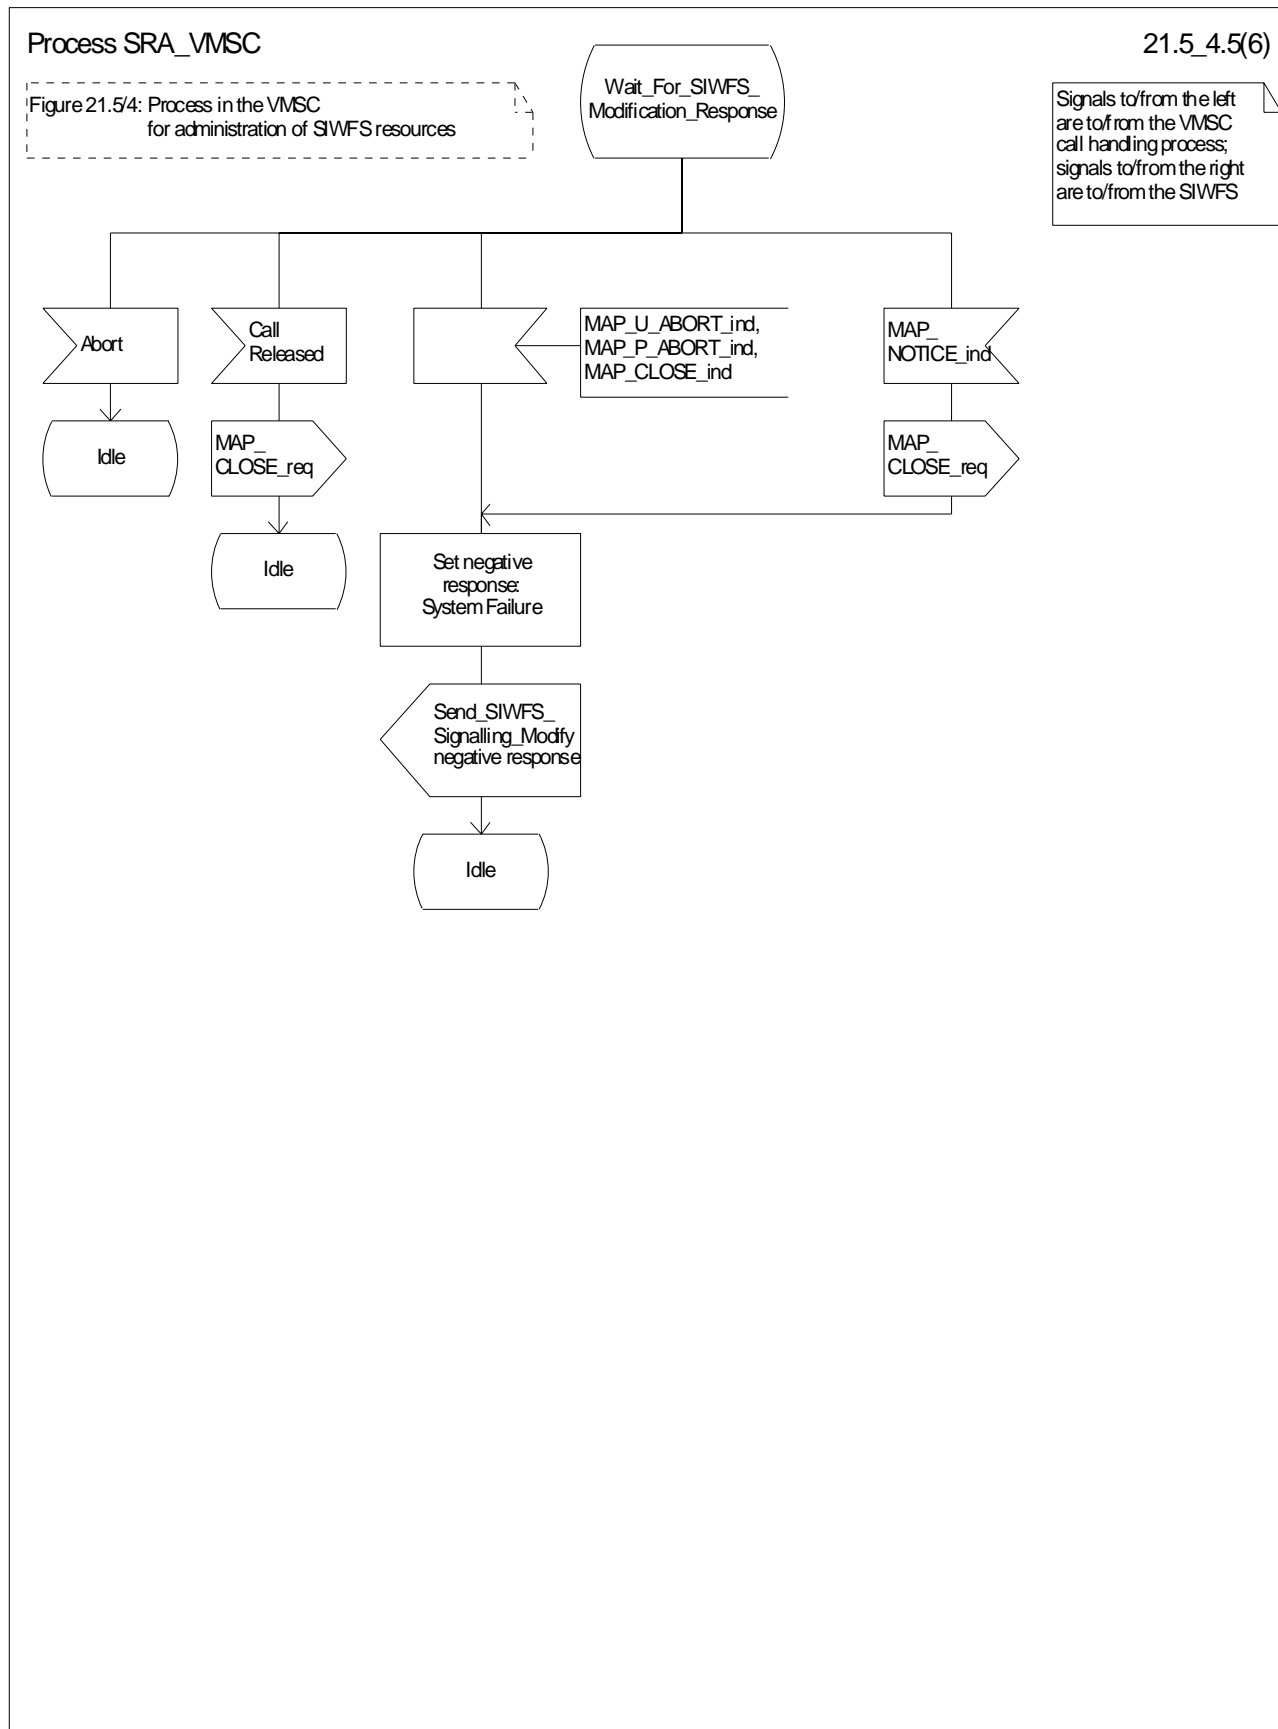 Process SRA_VMSC
21.5_4.5(6)
Figure 21.5/4: Process in the VMSC
for administration of SIWFS resources
Wait_For_SIWFS_
Modification_Response
Signals to/from the left
are to/from the VMSC
call handling process;
signals to/from the right
are to/from the SIWFS
Abort
Call
Released
MAP_U_ABORT_ind,
MAP_P_ABORT_ind,
MAP_CLOSE_ind
MAP_
NOTICE_ind
Idle
MAP_
CLOSE_req
MAP_
CLOSE_req
Idle
Set negative
response:
System Failure
Send_SIWFS_
Signalling_Modify
negative response
Idle